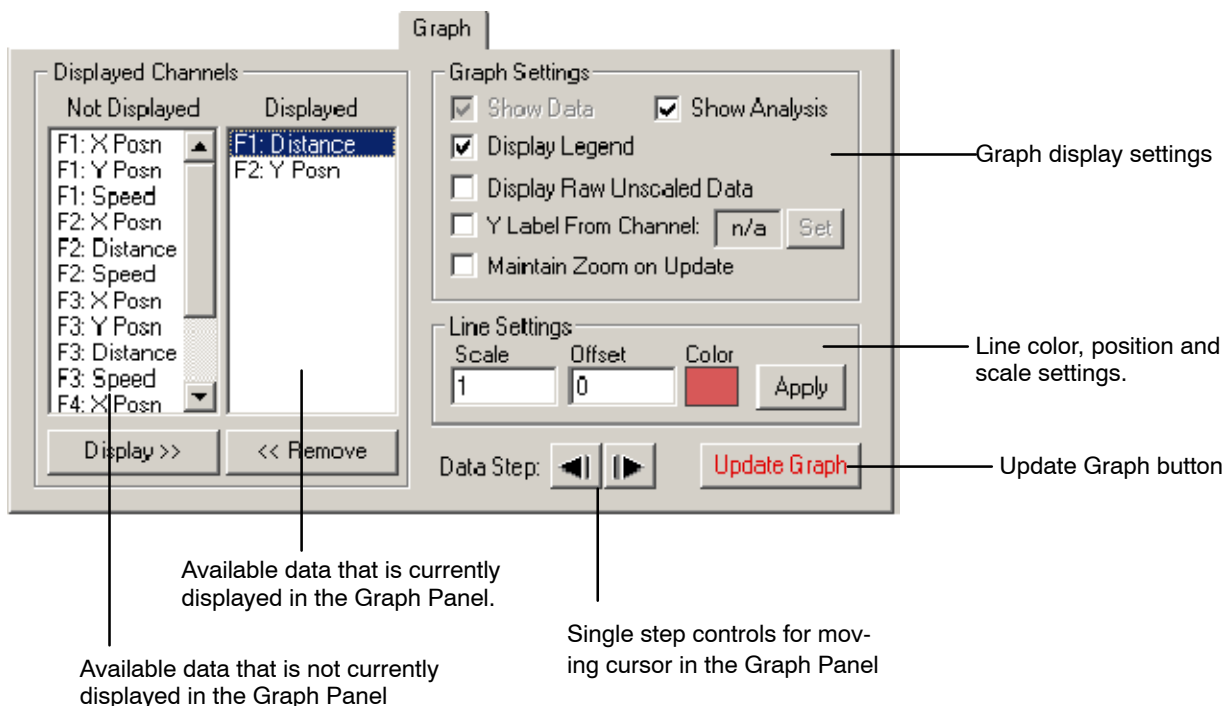 Graph
Displayed Channels
Not Displayed
Displayed
F1: X Posn
F1: Y Posn
F1: Speed
F2: X Posn
F2: Distance
F2: Speed
F3: X Posn
F3: Y Posn
F3: Distance
F3: Speed
F4: X Posn
F1: Distance
F2: Y Posn
Display >>
<< Remove
Graph Settings
Show Data
Show Analysis
Display Legend
Display Raw Unscaled Data
Y Label From Channel: n/a Set
Maintain Zoom on Update
Line Settings
Scale Offset Color
1 0 Apply
Data Step:
Update Graph
Graph display settings
Line color, position and
scale settings.
Update Graph button
Available data that is currently
displayed in the Graph Panel.
Single step controls for mov-
ing cursor in the Graph Panel
Available data that is not currently
displayed in the Graph Panel